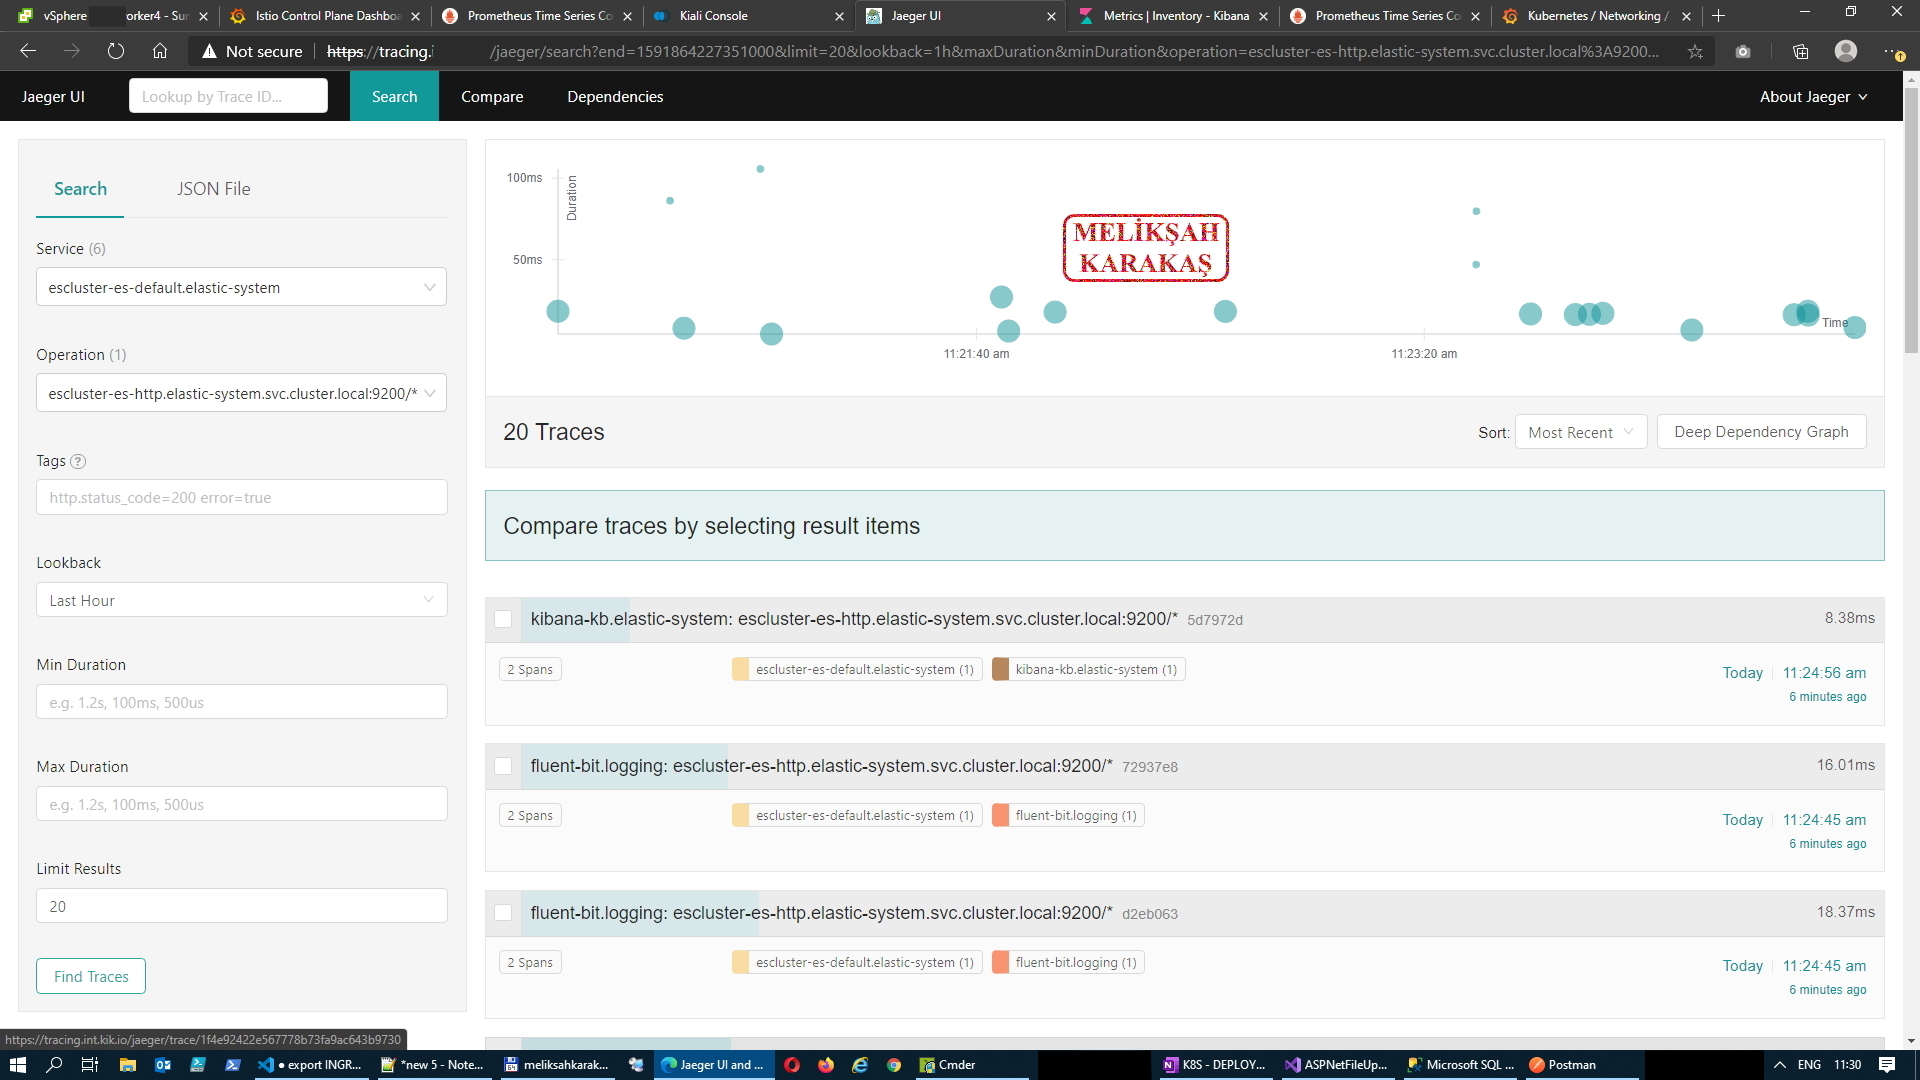 vSphere
orker4 - Sur
Istio Control Plane Dashboa
Prometheus Time Series Co
Kiali Console
Jaeger UI
Metrics | Inventory - Kibana
Prometheus Time Series Co
Kubernetes / Networking /
Not secure
https://tracing.
/jaeger/search?end=1591864227351000&limit=20&lookback=1h&maxDuration&minDuration&operation=escluster-es-http.elastic-system.svc.cluster.local%3A9200...
Jaeger UI
Lookup by Trace ID...
Search
Compare
Dependencies
About Jaeger
Search
JSON File
Service (6)
escluster-es-default.elastic-system
Operation (1)
escluster-es-http.elastic-system.svc.cluster.local:9200/*
Tags ?
http.status_code=200 error=true
Lookback
Last Hour
Min Duration
e.g. 1.2s, 100ms, 500us
Max Duration
e.g. 1.2s, 100ms, 500us
Limit Results
20
Find Traces
100ms
50ms
Duration
MELİKŞAH
KARAKAŞ
Time
11:21:40 am
11:23:20 am
20 Traces
Sort: Most Recent
Deep Dependency Graph
Compare traces by selecting result items
kibana-kb.elastic-system: escluster-es-http.elastic-system.svc.cluster.local:9200/* 5d7972d
8.38ms
2 Spans
escluster-es-default.elastic-system (1)
kibana-kb.elastic-system (1)
Today 11:24:56 am
6 minutes ago
fluent-bit.logging: escluster-es-http.elastic-system.svc.cluster.local:9200/* 72937e8
16.01ms
2 Spans
escluster-es-default.elastic-system (1)
fluent-bit.logging (1)
Today 11:24:45 am
6 minutes ago
fluent-bit.logging: escluster-es-http.elastic-system.svc.cluster.local:9200/* d2eb063
18.37ms
2 Spans
escluster-es-default.elastic-system (1)
fluent-bit.logging (1)
Today 11:24:45 am
6 minutes ago
https://tracing.int.kik.io/jaeger/trace/1f4e92422e567778b73fa9ac643b9730
● export INGR...
*new 5 - Note...
meliksahkarak...
Jaeger UI and ...
Cmder
K8S - DEPLOY...
ASPNetFileUp...
Microsoft SQL ...
Postman
ENG
11:30